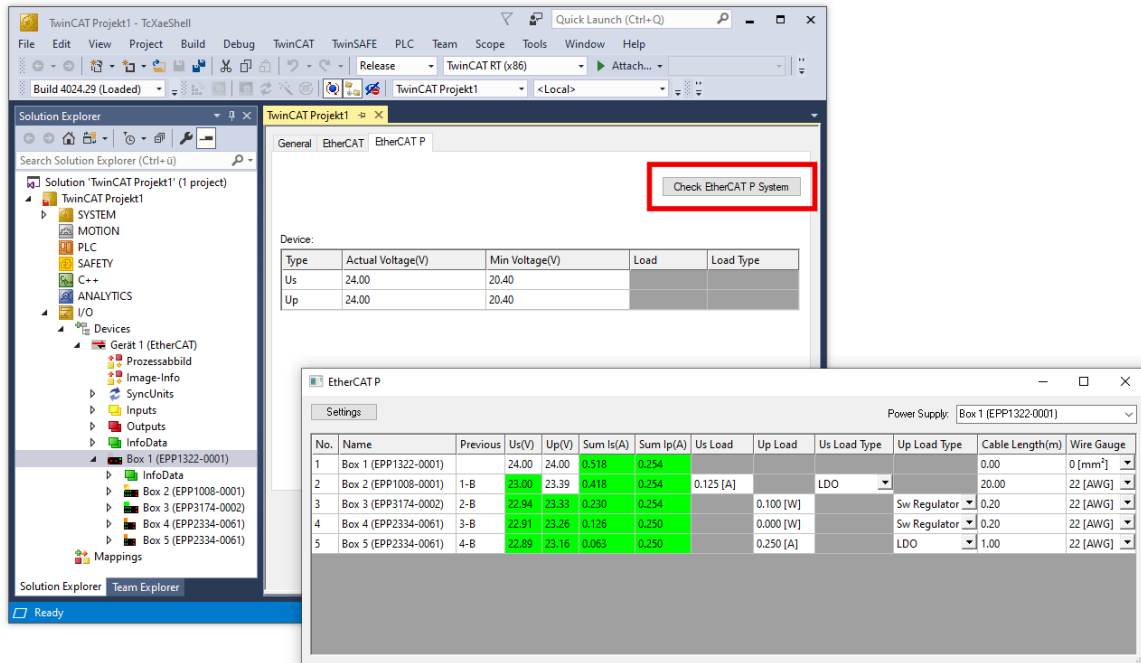 TwinCAT Projekt1 - TcXaeShell
Quick Launch (Ctrl+Q)
File Edit View Project Build Debug TwinCAT TwinSAFE PLC Team Scope Tools Window Help
Release TwinCAT RT (x86) Attach...
Build 4024.29 (Loaded) TwinCAT Projekt1 <Local>
Solution Explorer
Search Solution Explorer (Ctrl+ü)
Solution 'TwinCAT Projekt1' (1 project)
TwinCAT Projekt1
SYSTEM
MOTION
PLC
SAFETY
C++
ANALYTICS
I/O
Devices
Gerät 1 (EtherCAT)
Prozessabbild
Image-Info
SyncUnits
Inputs
Outputs
InfoData
Box 1 (EPP1322-0001)
InfoData
Box 2 (EPP1008-0001)
Box 3 (EPP3174-0002)
Box 4 (EPP2334-0061)
Box 5 (EPP2334-0061)
Mappings
Solution Explorer Team Explorer
Ready
TwinCAT Projekt1
General EtherCAT EtherCAT P
Check EtherCAT P System
Device:
Type Actual Voltage(V) Min Voltage(V) Load Load Type
Us 24.00 20.40
Up 24.00 20.40
EtherCAT P
Settings Power Supply: Box 1 (EPP1322-0001)
No. Name Previous Us(V) Up(V) Sum Is(A) Sum Ip(A) Us Load Up Load Us Load Type Up Load Type Cable Length(m) Wire Gauge
1 Box 1 (EPP1322-0001) 24.00 24.00 0.518 0.254 0.00 0 [mm²]
2 Box 2 (EPP1008-0001) 1-B 23.00 23.39 0.418 0.254 0.125 [A] LDO 20.00 22 [AWG]
3 Box 3 (EPP3174-0002) 2-B 22.94 23.33 0.230 0.254 0.100 [W] Sw Regulator 0.20 22 [AWG]
4 Box 4 (EPP2334-0061) 3-B 22.91 23.26 0.126 0.250 0.000 [W] Sw Regulator 0.20 22 [AWG]
5 Box 5 (EPP2334-0061) 4-B 22.89 23.16 0.063 0.250 0.250 [A] LDO 1.00 22 [AWG]